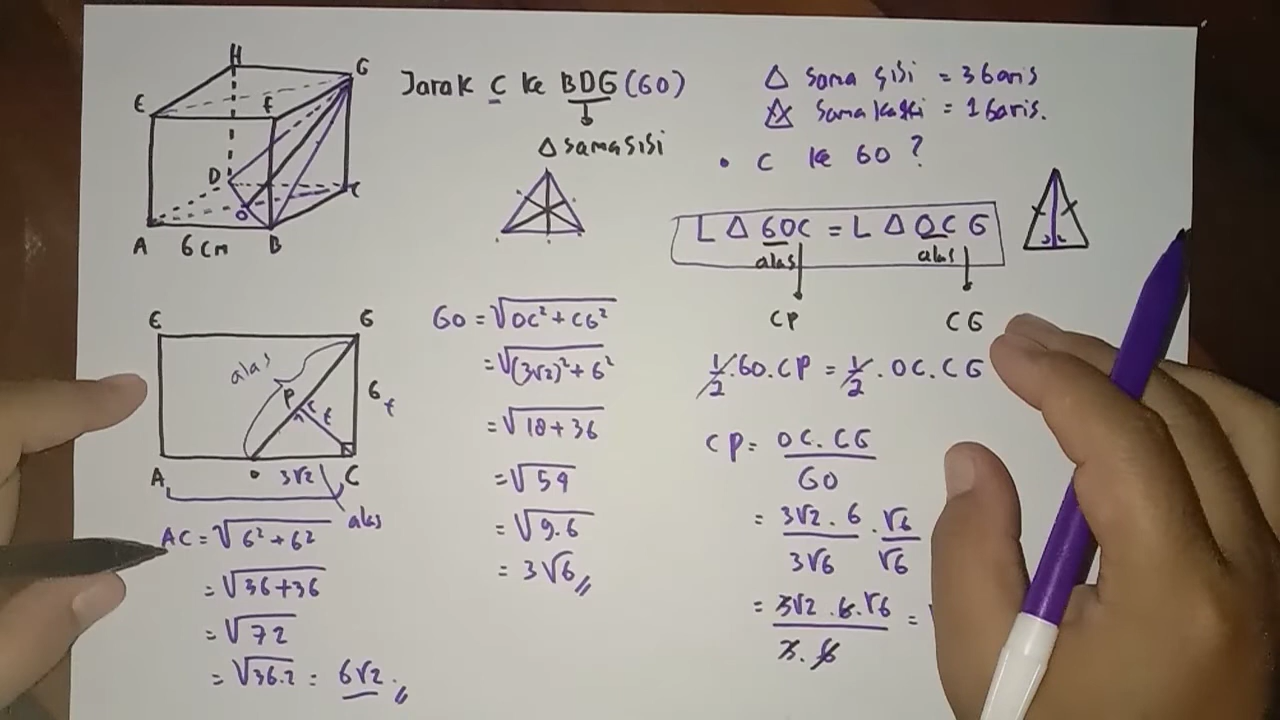 Jarak C ke BDG (GO)
Δ samasisi
H
G
E
F
D
C
O
A 6 cm B
Δ sama sisi = 3 garis
Δ sama kaki = 1 garis.
• C ke GO ?
L Δ GOC = L Δ OCG
alas alas
CP CG
½ . GO . CP = ½ . OC . CG
CP = OC . CG / GO
= 3√2 . 6 / 3√6 . √6 / √6
= 3√2 . 6 . √6 / 3 . 6 =
E G
alas
P
t
6 t
A O 3√2 C
alas
AC = √6² + 6²
= √36+36
= √72
= √36.2 = 6√2 .,,
GO = √OC² + CG²
= √(3√2)² + 6²
= √18 + 36
= √54
= √9.6
= 3√6 ,,